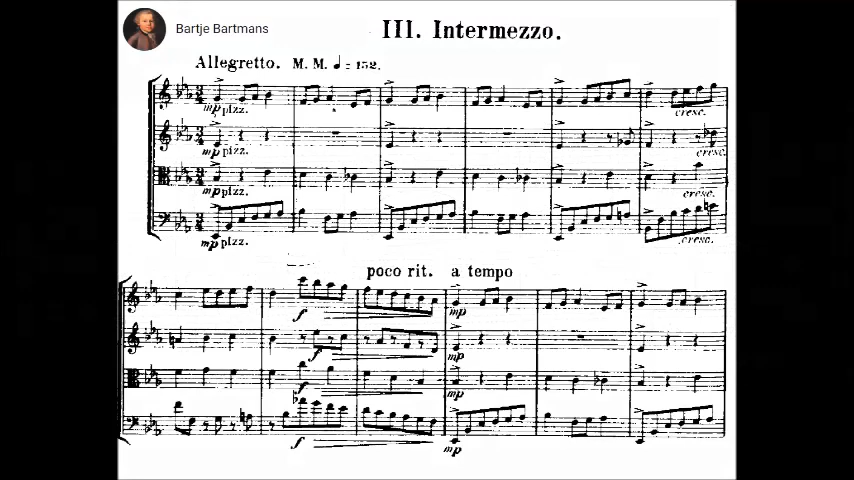 Bartje Bartmans
III. Intermezzo.
Allegretto. M. M. ♩ = 152.
mp pizz.
cresc.
mp pizz.
cresc.
mp pizz.
cresc.
mp pizz.
cresc.
poco rit. a tempo
f mp
f mp
f mp
f mp